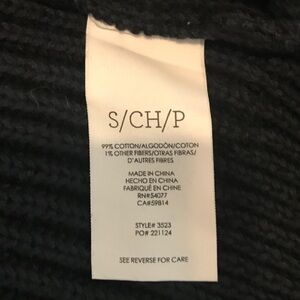 S/CH/P
99% COTTON/ALGODÓN/COTON
1% OTHER FIBERS/OTRAS FIBRAS/
D'AUTRES FIBRES
MADE IN CHINA
HECHO EN CHINA
FABRIQUÉ EN CHINE
RN#54077
CA#59814
STYLE# 3523
PO# 221124
SEE REVERSE FOR CARE